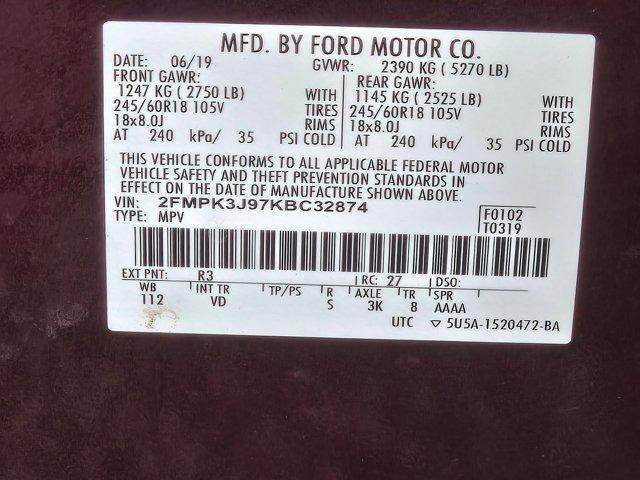 MFD. BY FORD MOTOR CO.
DATE: 06/19 GVWR: 2390 KG ( 5270 LB)
FRONT GAWR: REAR GAWR:
1247 KG ( 2750 LB) WITH 1145 KG ( 2525 LB) WITH
245/60R18 105V TIRES 245/60R18 105V TIRES
18x8.0J RIMS 18x8.0J RIMS
AT 240 kPa/ 35 PSI COLD AT 240 kPa/ 35 PSI COLD
THIS VEHICLE CONFORMS TO ALL APPLICABLE FEDERAL MOTOR
VEHICLE SAFETY AND THEFT PREVENTION STANDARDS IN
EFFECT ON THE DATE OF MANUFACTURE SHOWN ABOVE.
VIN: 2FMPK3J97KBC32874
TYPE: MPV
F0102
T0319
EXT PNT: R3 RC: 27 DSO:
WB INT TR TP/PS R AXLE TR SPR
112 VD S 3K 8 AAAA
UTC ▽ 5U5A-1520472-BA